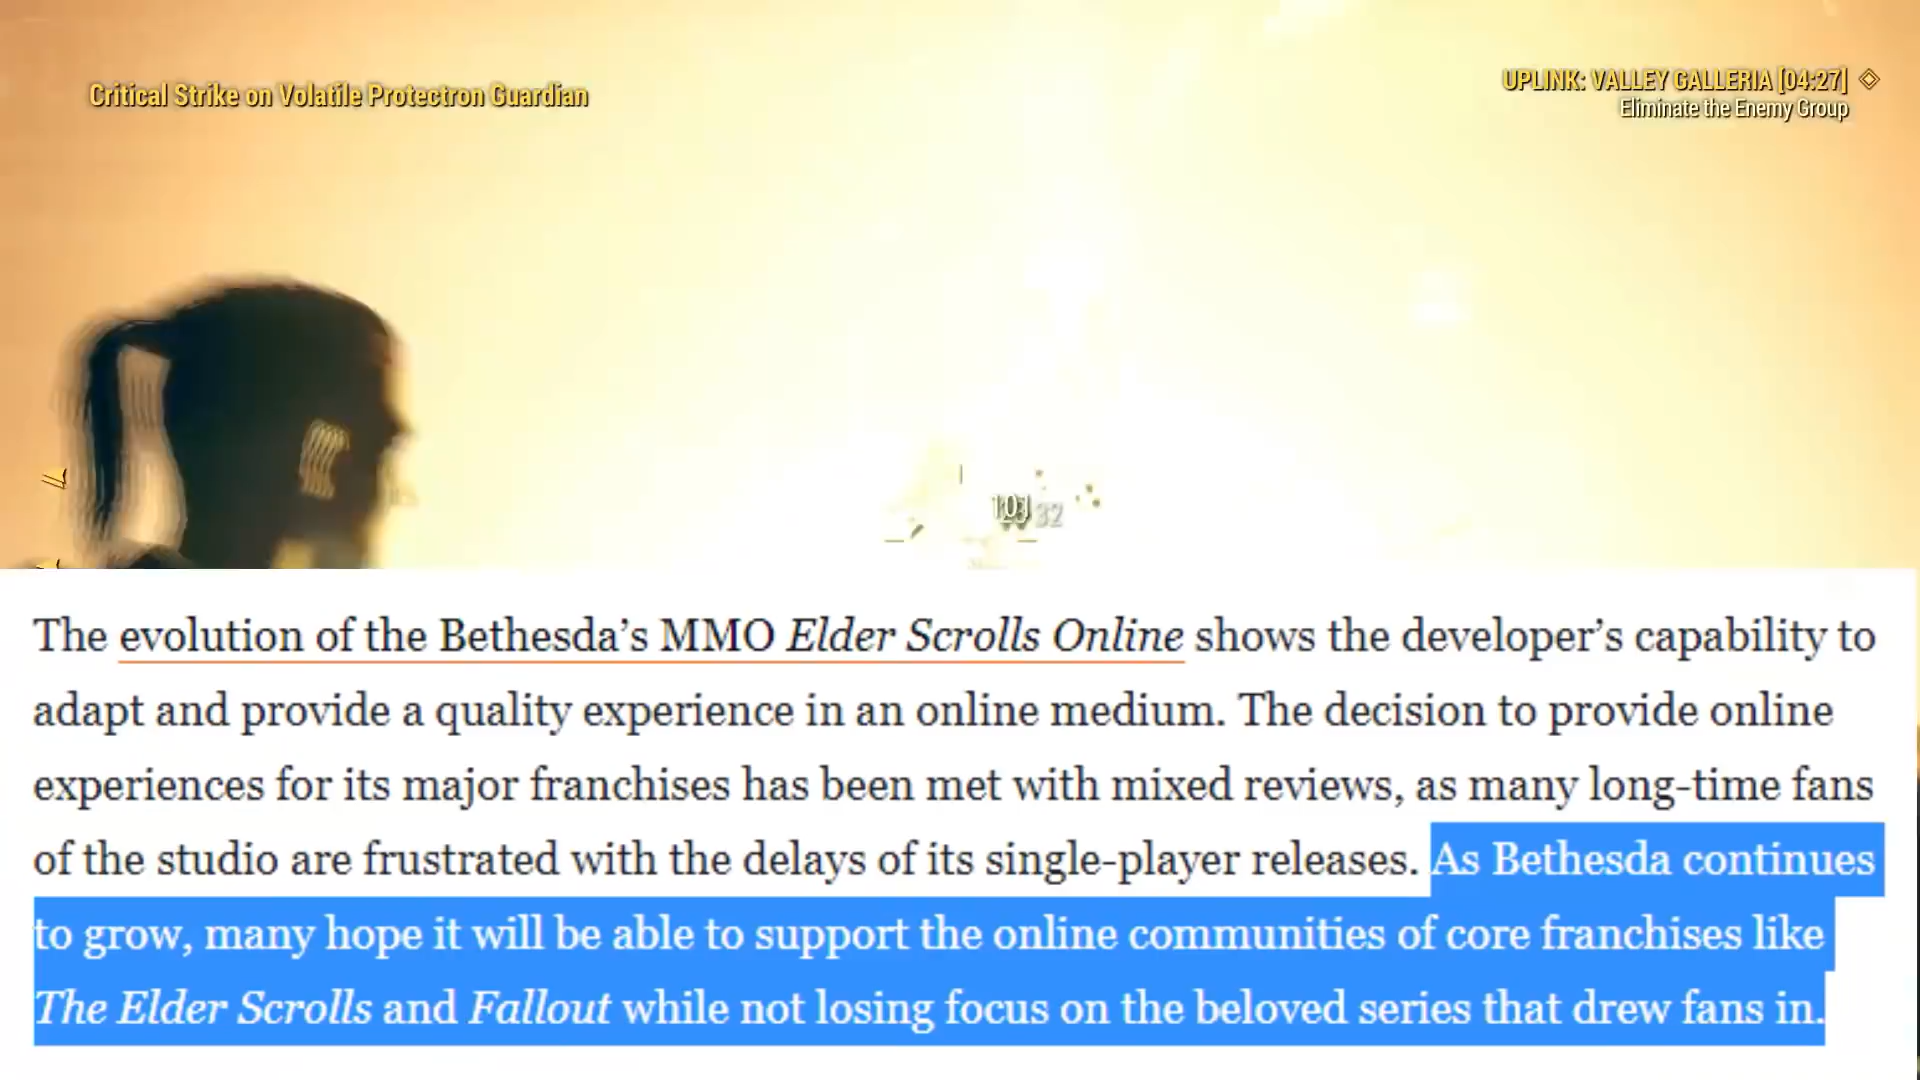 Critical Strike on Volatile Protectron Guardian
UPLINK: VALLEY GALLERIA [04:27]
Eliminate the Enemy Group
101
32
The evolution of the Bethesda’s MMO Elder Scrolls Online shows the developer’s capability to
adapt and provide a quality experience in an online medium. The decision to provide online
experiences for its major franchises has been met with mixed reviews, as many long-time fans
of the studio are frustrated with the delays of its single-player releases. As Bethesda continues
to grow, many hope it will be able to support the online communities of core franchises like
The Elder Scrolls and Fallout while not losing focus on the beloved series that drew fans in.